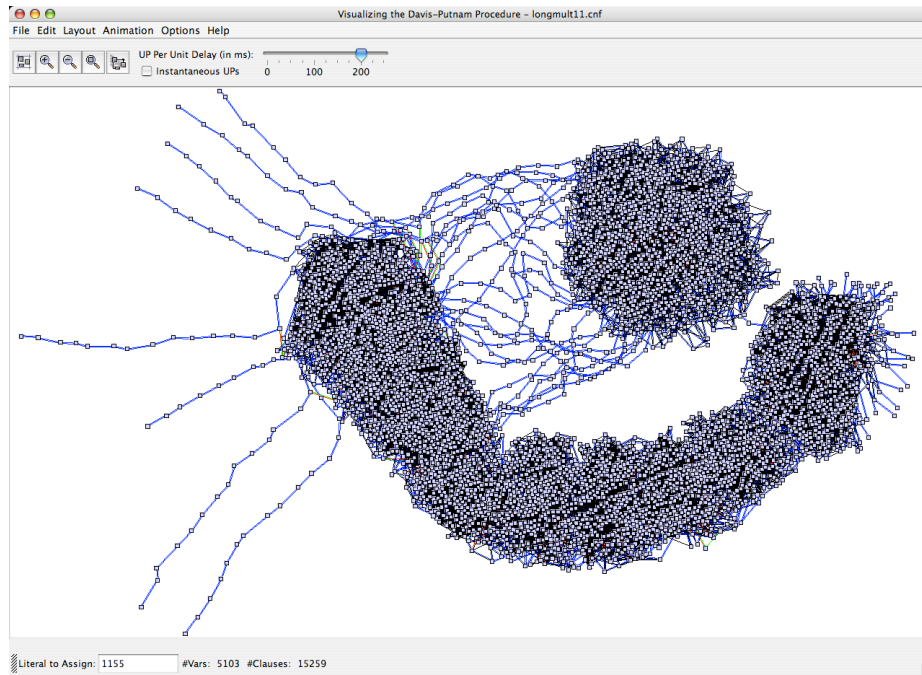 Visualizing the Davis-Putnam Procedure - longmult11.cnf
File Edit Layout Animation Options Help
UP Per Unit Delay (in ms):
Instantaneous UPs
0 100 200
Literal to Assign: 1155 #Vars: 5103 #Clauses: 15259